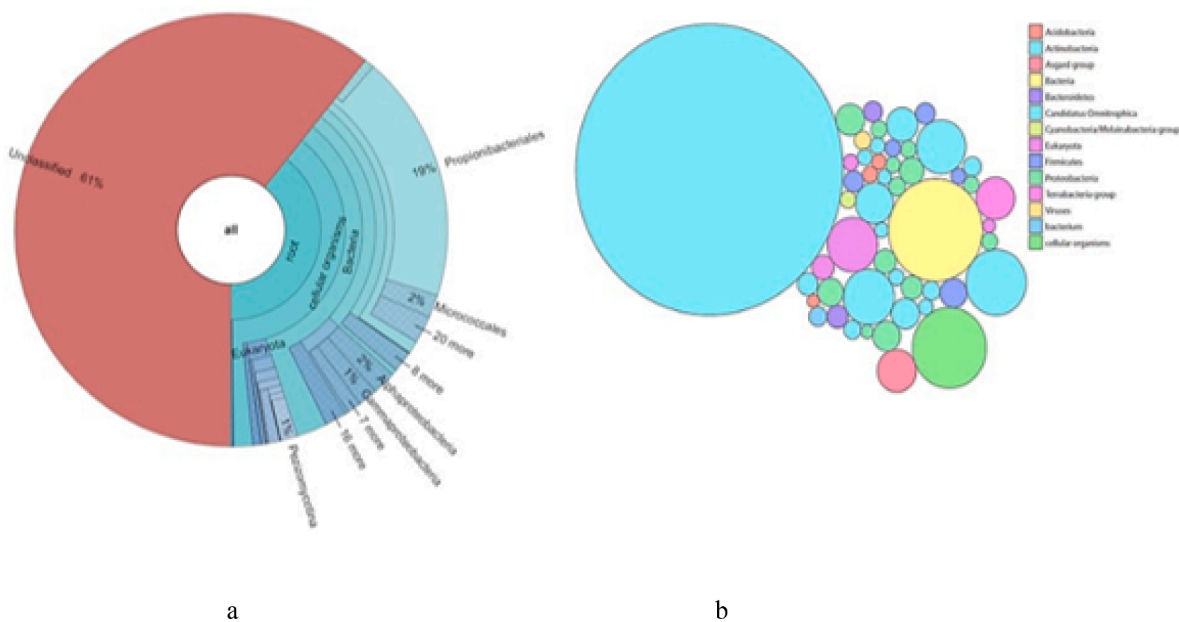 Unclassified 61%
all
root
cellular organisms
Bacteria
Eukaryota
19%
Propionibacteriales
2%
Micrococcales
20 more
8 more
2%
Alphaproteobacteria
1%
Gammaproteobacteria
7 more
16 more
1%
Pezizomycotina
Acidobacteria
Actinobacteria
Asgard group
Bacteria
Bacteroidetes
Candidatus Omnitrophica
Cyanobacteria/Melainabacteria group
Eukaryota
Firmicutes
Proteobacteria
Terrabacteria group
Viruses
bacterium
cellular organisms
a
b